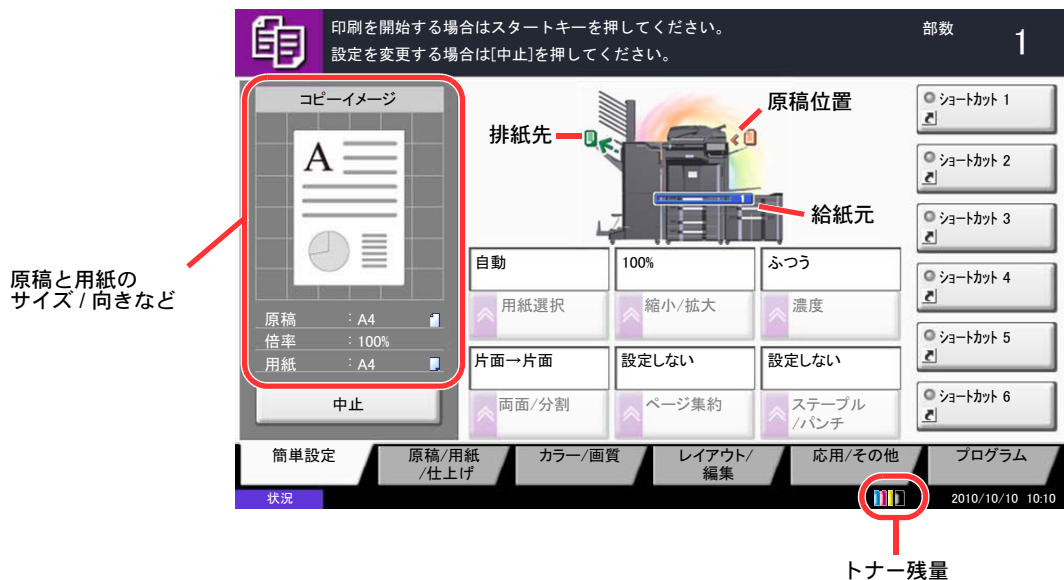 印刷を開始する場合はスタートキーを押してください。
設定を変更する場合は[中止]を押してください。
部数
1
コピーイメージ
A
原稿 : A4
倍率 : 100%
用紙 : A4
中止
原稿と用紙の
サイズ / 向きなど
排紙先
原稿位置
給紙元
1
自動
100%
ふつう
用紙選択
縮小/拡大
濃度
片面→片面
設定しない
設定しない
両面/分割
ページ集約
ステープル
/パンチ
ショートカット 1
ショートカット 2
ショートカット 3
ショートカット 4
ショートカット 5
ショートカット 6
簡単設定
原稿/用紙
/仕上げ
カラー/画質
レイアウト/
編集
応用/その他
プログラム
状況
2010/10/10 10:10
トナー残量